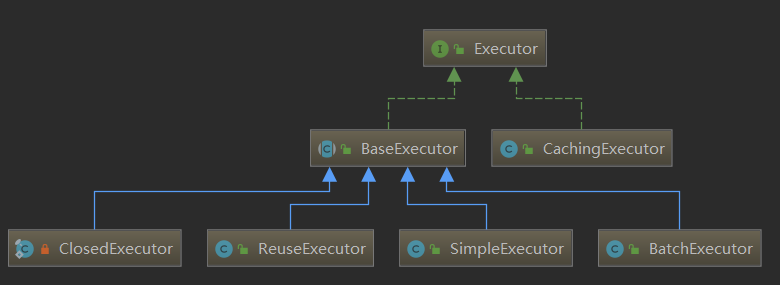 Executor
BaseExecutor
CachingExecutor
ClosedExecutor
ReuseExecutor
SimpleExecutor
BatchExecutor